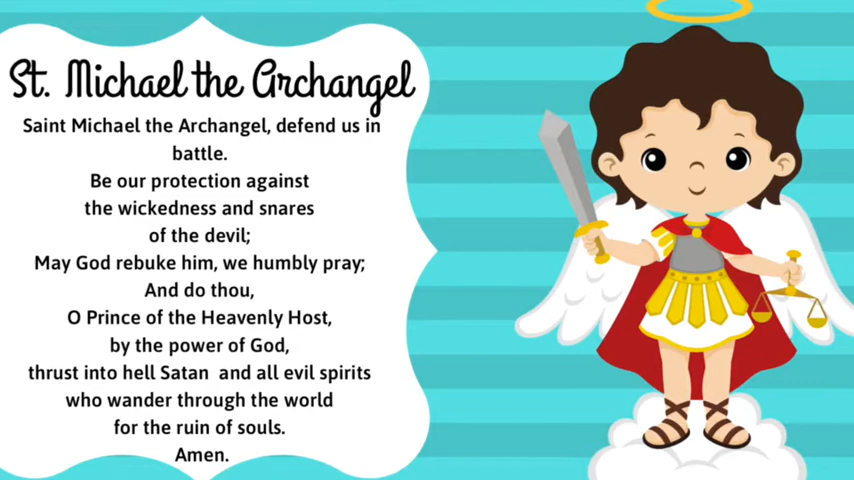 St. Michael the Archangel
Saint Michael the Archangel, defend us in
battle.
Be our protection against
the wickedness and snares
of the devil;
May God rebuke him, we humbly pray;
And do thou,
O Prince of the Heavenly Host,
by the power of God,
thrust into hell Satan and all evil spirits
who wander through the world
for the ruin of souls.
Amen.